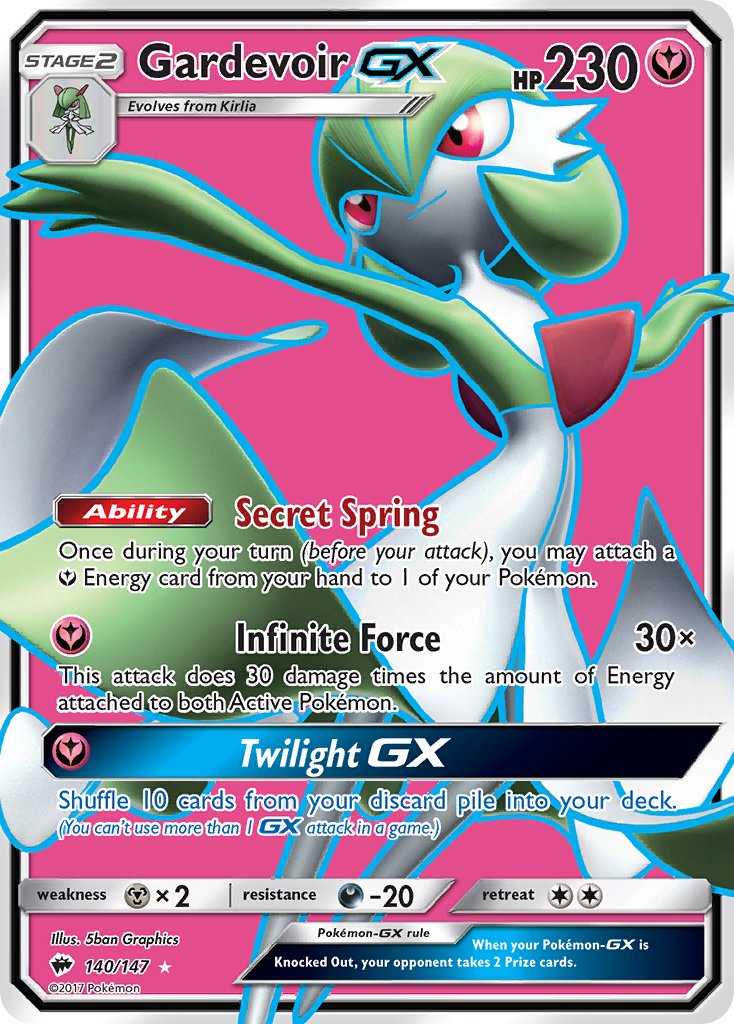 STAGE2 Gardevoir GX HP230
Evolves from Kirlia
Ability Secret Spring
Once during your turn (before your attack), you may attach a
Energy card from your hand to 1 of your Pokémon.
Infinite Force 30×
This attack does 30 damage times the amount of Energy
attached to both Active Pokémon.
Twilight GX
Shuffle 10 cards from your discard pile into your deck.
(You can't use more than 1 GX attack in a game.)
weakness ×2 resistance -20 retreat
Illus. 5ban Graphics
Pokémon-GX rule
When your Pokémon-GX is
Knocked Out, your opponent takes 2 Prize cards.
140/147
©2017 Pokémon